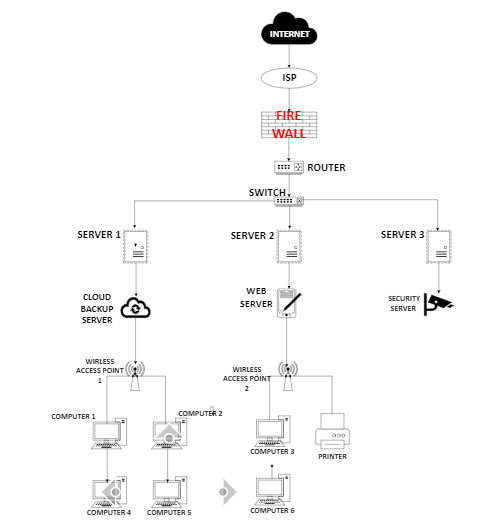 INTERNET
ISP
FIRE
WALL
ROUTER
SWITCH
SERVER 1
SERVER 2
SERVER 3
CLOUD
BACKUP
SERVER
WEB
SERVER
SECURITY
SERVER
WIRLESS
ACCESS POINT
1
WIRLESS
ACCESS POINT
2
COMPUTER 1
COMPUTER 2
COMPUTER 3
PRINTER
COMPUTER 4
COMPUTER 5
COMPUTER 6